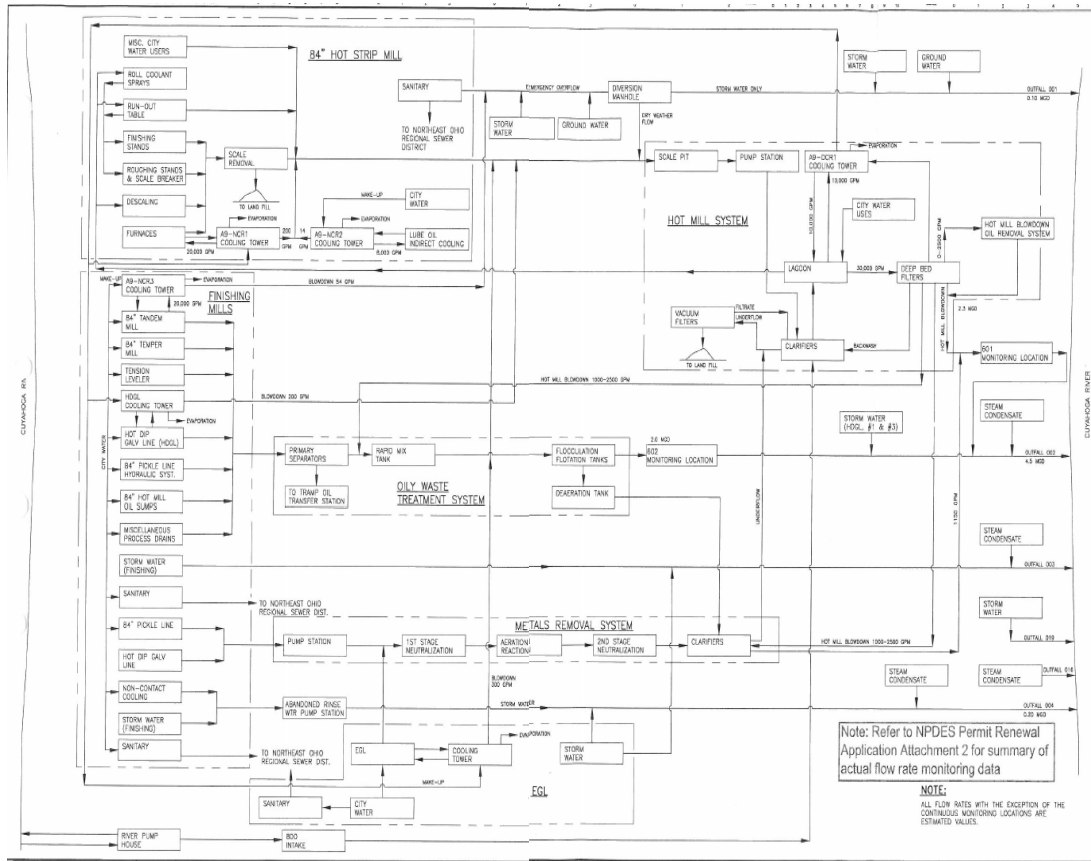 MISC. CITY
WATER USERS
84" HOT STRIP MILL
ROLL COOLANT
SPRAYS
RUN-OUT
TABLE
FINISHING
STANDS
ROUGHING STANDS
& SCALE BREAKER
DESCALING
FURNACES
SCALE
REMOVAL
TO LAND FILL
EVAPORATION
A9-NCR1
COOLING TOWER
20,000
GPM
200
GPM
14
GPM
MAKE-UP
CITY
WATER
EVAPORATION
A9-NCR2
COOLING TOWER
8,000
GPM
LUBE OIL
INDIRECT COOLING
SANITARY
TO NORTHEAST OHIO
REGIONAL SEWER
DISTRICT
EMERGENCY OVERFLOW
STORM
WATER
GROUND WATER
DIVERSION
MANHOLE
DRY WEATHER
FLOW
STORM WATER ONLY
STORM
WATER
GROUND
WATER
OUTFALL 001
0.10 MGD
SCALE PIT
PUMP STATION
EVAPORATION
COOLING TOWER
HOT MILL SYSTEM
CITY WATER
USES
LAGOON
30,000 GPM
DEEP BED
FILTERS
0-2500 GPM
HOT MILL BLOWDOWN
OIL REMOVAL SYSTEM
HOT MILL BLOWDOWN
2.3 MGD
VACUUM
FILTERS
FILTRATE
UNDERFLOW
TO LAND FILL
CLARIFIERS
BACKWASH
601
MONITORING LOCATION
MAKE-UP
A9-NCR3
COOLING TOWER
EVAPORATION
BLOWDOWN 54 GPM
20,000 GPM
FINISHING
MILLS
84" TANDEM
MILL
84" TEMPER
MILL
TENSION
LEVELER
HDGL
COOLING TOWER
BLOWDOWN 200 GPM
EVAPORATION
HOT DIP
GALV LINE (HDGL)
CITY WATER
84" PICKLE LINE
HYDRAULIC SYST.
84" HOT MILL
OIL SUMPS
MISCELLANEOUS
PROCESS DRAINS
STORM WATER
(FINISHING)
SANITARY
TO NORTHEAST OHIO
REGIONAL SEWER DIST.
84" PICKLE LINE
HOT DIP GALV
LINE
NON-CONTACT
COOLING
STORM WATER
(FINISHING)
SANITARY
TO NORTHEAST OHIO
REGIONAL SEWER DIST.
HOT MILL BLOWDOWN 1000-2500 GPM
PRIMARY
SEPARATORS
TO TRAMP OIL
TRANSFER STATION
RAPID MIX
TANK
OILY WASTE
TREATMENT SYSTEM
FLOCCULATION
FLOTATION TANKS
DEAERATION TANK
2.0 MGD
602
MONITORING LOCATION
STORM WATER
(HDGL, #1 & #3)
STEAM
CONDENSATE
OUTFALL 002
4.5 MGD
UNDERFLOW
1150 GPM
STEAM
CONDENSATE
OUTFALL 003
METALS REMOVAL SYSTEM
PUMP STATION
1ST STAGE
NEUTRALIZATION
AERATION
REACTION
2ND STAGE
NEUTRALIZATION
CLARIFIERS
HOT MILL BLOWDOWN 1000-2500 GPM
STORM
WATER
BLOWDOWN
300 GPM
ABANDONED RINSE
WTR PUMP STATION
STORM WATER
STEAM
CONDENSATE
STEAM
CONDENSATE
OUTFALL 004
0.20 MGD
EGL
COOLING
TOWER
EVAPORATION
STORM
WATER
MAKE-UP
EGL
SANITARY
CITY
WATER
RIVER PUMP
HOUSE
800
INTAKE
CUYAHOGA RIVER
Note: Refer to NPDES Permit Renewal
Application Attachment 2 for summary of
actual flow rate monitoring data
NOTE:
ALL FLOW RATES WITH THE EXCEPTION OF THE
CONTINUOUS MONITORING LOCATIONS ARE
ESTIMATED VALUES.